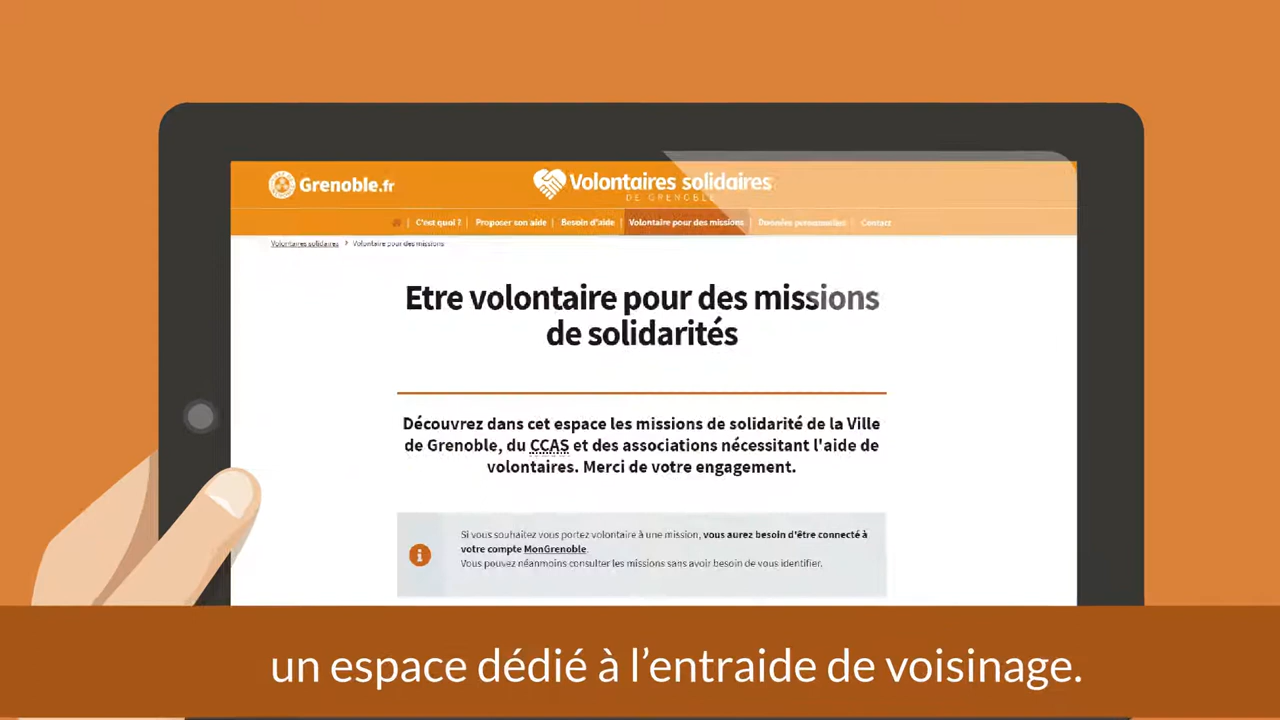 Grenoble.fr
Volontaires solidaires
DE GRENOBLE
C'est quoi ? | Proposer son aide | Besoin d'aide | Volontaire pour des missions | Données personnelles | Contact
Volontaires solidaires > Volontaire pour des missions
Etre volontaire pour des missions
de solidarités
Découvrez dans cet espace les missions de solidarité de la Ville
de Grenoble, du CCAS et des associations nécessitant l'aide de
volontaires. Merci de votre engagement.
Si vous souhaitez vous portez volontaire à une mission, vous aurez besoin d'être connecté à
votre compte MonGrenoble.
Vous pouvez néanmoins consulter les missions sans avoir besoin de vous identifier.
un espace dédié à l’entraide de voisinage.